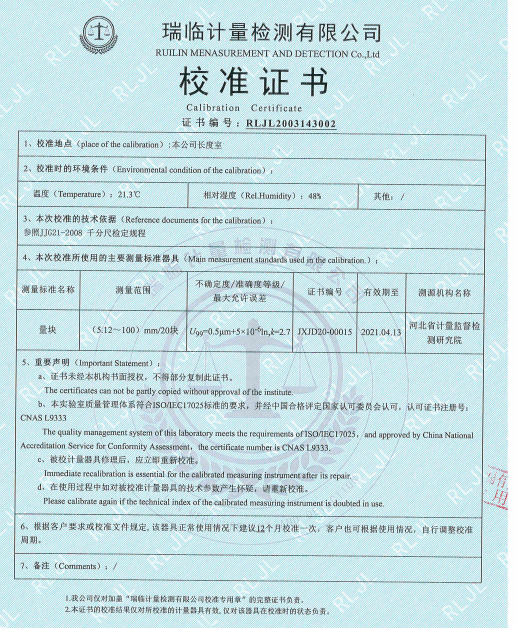 瑞临计量检测有限公司
RUILIN MENASUREMENT AND DETECTION Co.,Ltd
校准证书
Calibration Certificate
证书编号：RLJL2003143002
1、校准地点（place of the calibration）:本公司长度室
2、校准时的环境条件（Environmental condition of the calibration）：
温度（Temperature）：21.3℃ 相对湿度（Rel.Humidity）：48% 其他：/
3、本次校准的技术依据（Reference documents for the calibration）：
参照JJG21-2008 千分尺检定规程
4、本次校准所使用的主要测量标准器具（Main measurement standards used in the calibration.）：
测量标准名称 测量范围 不确定度/准确度等级/最大允许误差 证书编号 有效期至 溯源机构名称
量块 （5.12～100）mm/20块 U99=0.5μm+5×10⁻⁶ln,k=2.7 JXJD20-00015 2021.04.13 河北省计量监督检测研究院
5、重要声明（Important Statement）：
a、证书未经本机构书面授权，不得部分复制此证书。
The certificates can not be partly copied without approval of the institute.
b、本实验室质量管理体系符合ISO/IEC17025标准的要求，并经中国合格评定国家认可委员会认可，认可证书注册号：
CNAS L9333
The quality management system of this laboratory meets the requirements of ISO/IEC17025, and approved by China National
Accreditation Service for Conformity Assessment，the certificate number is CNAS L9333.
c、被校计量器具修理后，应立即重新校准。
Immediate recalibration is essential for the calibrated measuring instrument after its repair.
d、在使用过程中如对被校准计量器具的技术参数产生怀疑，请重新校准。
Please calibrate again if the technical index of the calibrated measuring instrument is doubted in use.
6、根据客户要求或校准文件规定,该器具正常使用情况下建议12个月校准一次，客户也可根据使用情况，自行调整校准
周期。
7、备注（Comments）：/
1.我公司仅对加盖“瑞临计量检测有限公司校准专用章”的完整证书负责。
2.本证书的校准结果仅对所校准的计量器具有效,仅对该器具在校准时的状态负责。